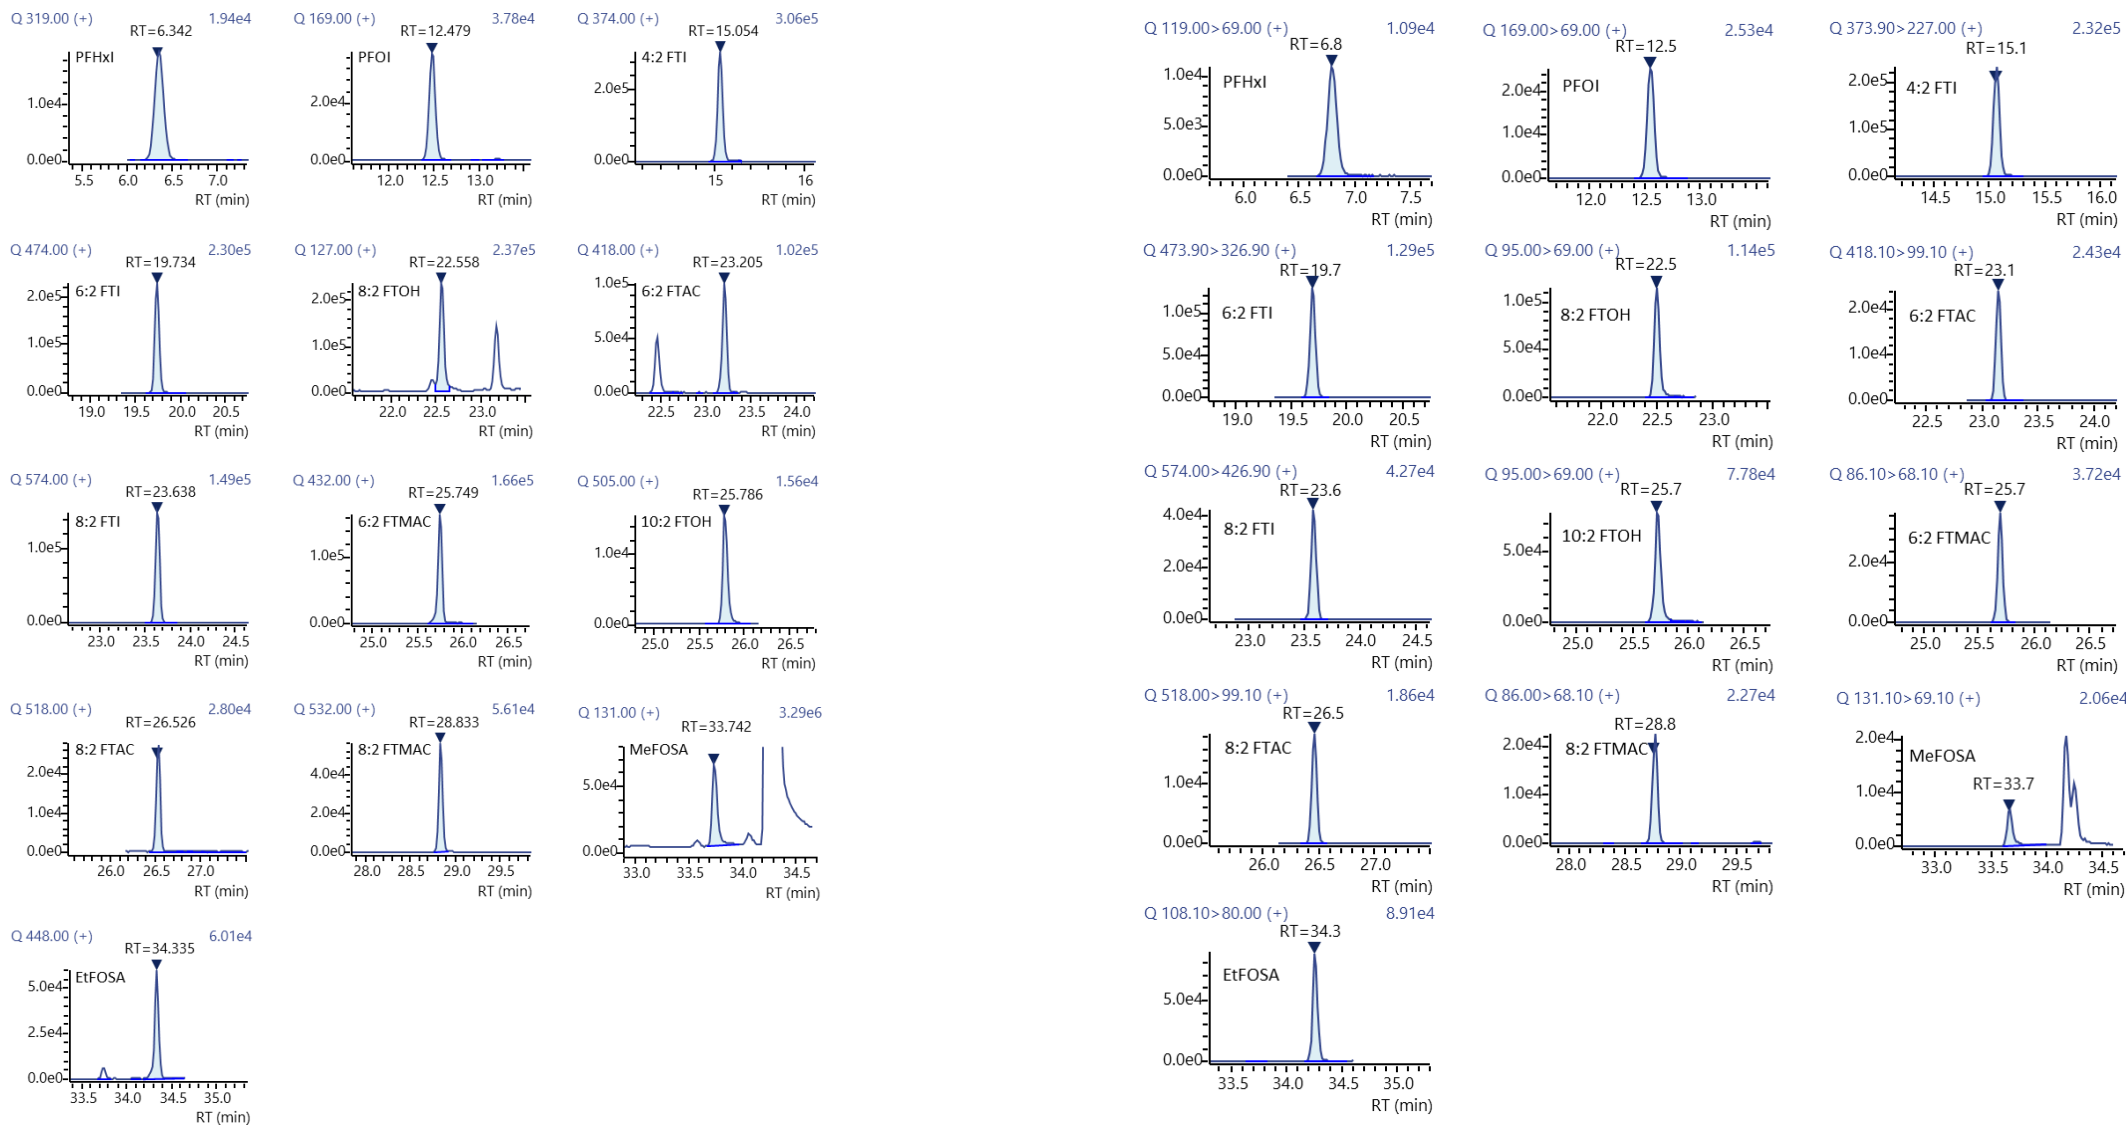 Q 319.00 (+) 1.94e4
RT=6.342
PFHxI
1.0e4
0.0e0
5.5 6.0 6.5 7.0
RT (min)
Q 169.00 (+) 3.78e4
RT=12.479
PFOI
2.0e4
0.0e0
12.0 12.5 13.0
RT (min)
Q 374.00 (+) 3.06e5
RT=15.054
4:2 FTI
2.0e5
0.0e0
15 16
RT (min)
Q 474.00 (+) 2.30e5
RT=19.734
6:2 FTI
2.0e5
1.0e5
0.0e0
19.0 19.5 20.0 20.5
RT (min)
Q 127.00 (+) 2.37e5
RT=22.558
8:2 FTOH
2.0e5
1.0e5
0.0e0
22.0 22.5 23.0
RT (min)
Q 418.00 (+) 1.02e5
RT=23.205
6:2 FTAC
1.0e5
5.0e4
0.0e0
22.5 23.0 23.5 24.0
RT (min)
Q 574.00 (+) 1.49e5
RT=23.638
8:2 FTI
1.0e5
0.0e0
23.0 23.5 24.0 24.5
RT (min)
Q 432.00 (+) 1.66e5
RT=25.749
6:2 FTMAC
1.0e5
0.0e0
25.0 25.5 26.0 26.5
RT (min)
Q 505.00 (+) 1.56e4
RT=25.786
10:2 FTOH
1.0e4
0.0e0
25.0 25.5 26.0 26.5
RT (min)
Q 518.00 (+) 2.80e4
RT=26.526
8:2 FTAC
2.0e4
1.0e4
0.0e0
26.0 26.5 27.0
RT (min)
Q 532.00 (+) 5.61e4
RT=28.833
8:2 FTMAC
4.0e4
2.0e4
0.0e0
28.0 28.5 29.0 29.5
RT (min)
Q 131.00 (+) 3.29e6
RT=33.742
MeFOSA
5.0e4
0.0e0
33.0 33.5 34.0 34.5
RT (min)
Q 448.00 (+) 6.01e4
RT=34.335
EtFOSA
5.0e4
2.5e4
0.0e0
33.5 34.0 34.5 35.0
RT (min)
Q 119.00>69.00 (+) 1.09e4
RT=6.8
PFHxI
1.0e4
5.0e3
0.0e0
6.0 6.5 7.0 7.5
RT (min)
Q 169.00>69.00 (+) 2.53e4
RT=12.5
PFOI
2.0e4
1.0e4
0.0e0
12.0 12.5 13.0
RT (min)
Q 373.90>227.00 (+) 2.32e5
RT=15.1
4:2 FTI
2.0e5
1.0e5
0.0e0
14.5 15.0 15.5 16.0
RT (min)
Q 473.90>326.90 (+) 1.29e5
RT=19.7
6:2 FTI
1.0e5
5.0e4
0.0e0
19.0 19.5 20.0 20.5
RT (min)
Q 95.00>69.00 (+) 1.14e5
RT=22.5
8:2 FTOH
1.0e5
5.0e4
0.0e0
22.0 22.5 23.0
RT (min)
Q 418.10>99.10 (+) 2.43e4
RT=23.1
6:2 FTAC
2.0e4
1.0e4
0.0e0
22.5 23.0 23.5 24.0
RT (min)
Q 574.00>426.90 (+) 4.27e4
RT=23.6
8:2 FTI
4.0e4
2.0e4
0.0e0
23.0 23.5 24.0 24.5
RT (min)
Q 95.00>69.00 (+) 7.78e4
RT=25.7
10:2 FTOH
5.0e4
0.0e0
25.0 25.5 26.0 26.5
RT (min)
Q 86.10>68.10 (+) 3.72e4
RT=25.7
6:2 FTMAC
2.0e4
0.0e0
25.0 25.5 26.0 26.5
RT (min)
Q 518.00>99.10 (+) 1.86e4
RT=26.5
8:2 FTAC
1.0e4
0.0e0
26.0 26.5 27.0
RT (min)
Q 86.00>68.10 (+) 2.27e4
RT=28.8
8:2 FTMAC
2.0e4
1.0e4
0.0e0
28.0 28.5 29.0 29.5
RT (min)
Q 131.10>69.10 (+) 2.06e4
MeFOSA
RT=33.7
2.0e4
1.0e4
0.0e0
33.0 33.5 34.0 34.5
RT (min)
Q 108.10>80.00 (+) 8.91e4
RT=34.3
EtFOSA
5.0e4
0.0e0
33.5 34.0 34.5 35.0
RT (min)